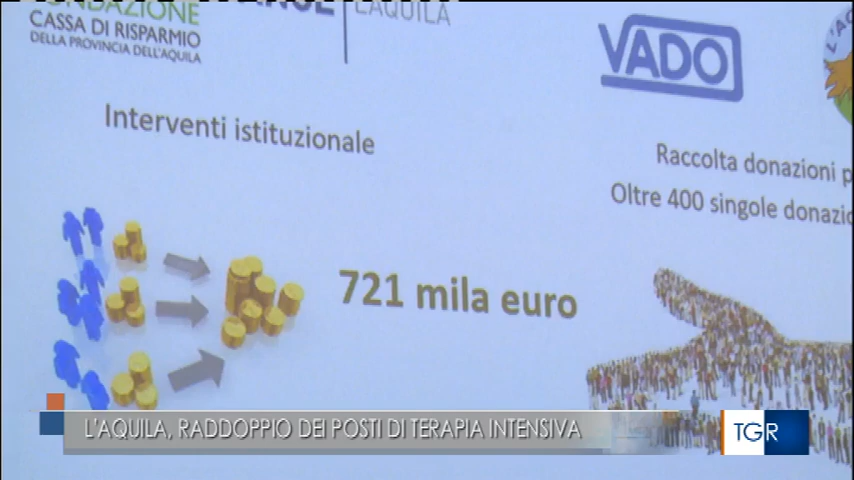 FONDAZIONE
CASSA DI RISPARMIO
DELLA PROVINCIA DELL'AQUILA
L'AQUILA
VADO
Interventi istituzionale
Raccolta donazioni
Oltre 400 singole
721 mila euro
L'AQUILA, RADDOPPIO DEI POSTI DI TERAPIA INTENSIVA
TGR